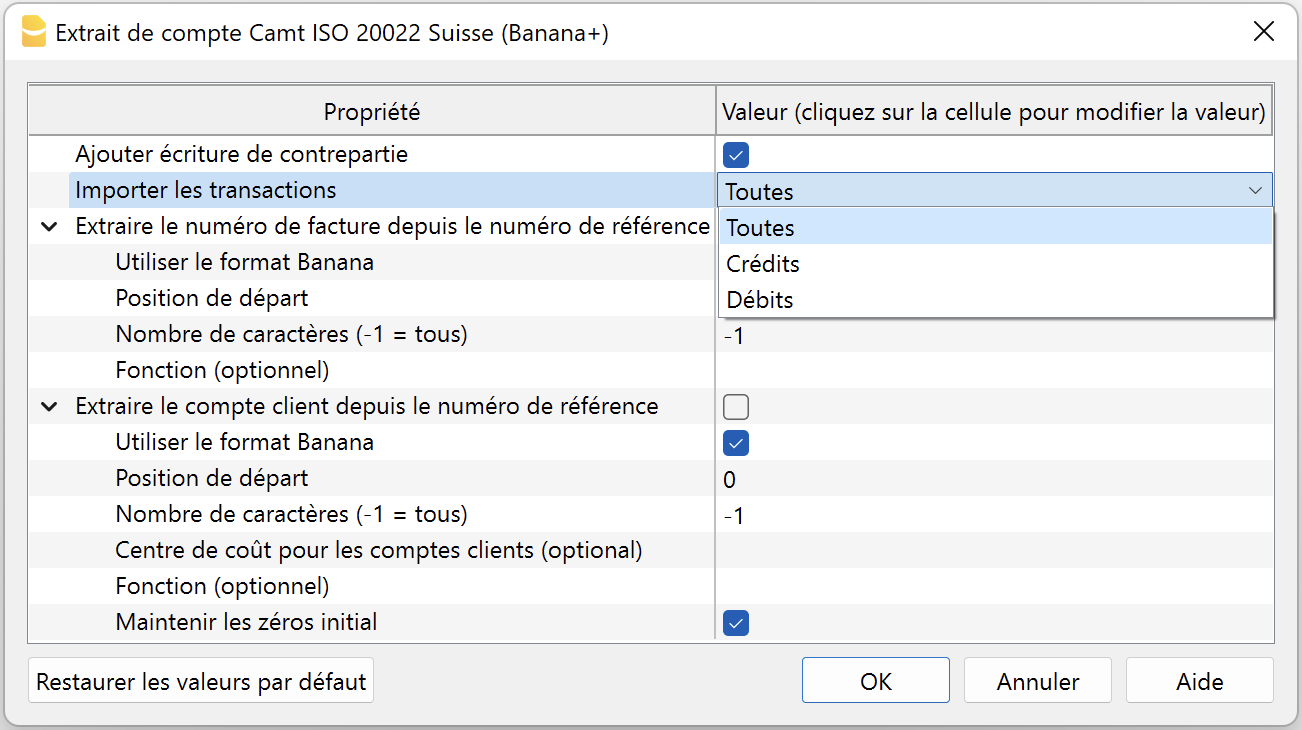 Extrait de compte Camt ISO 20022 Suisse (Banana+)
Propriété Valeur (cliquez sur la cellule pour modifier la valeur)
Ajouter écriture de contrepartie
Importer les transactions Toutes
Extraire le numéro de facture depuis le numéro de référence Toutes
Utiliser le format Banana Crédits
Position de départ Débits
Nombre de caractères (-1 = tous) -1
Fonction (optionnel)
Extraire le compte client depuis le numéro de référence
Utiliser le format Banana
Position de départ 0
Nombre de caractères (-1 = tous) -1
Centre de coût pour les comptes clients (optional)
Fonction (optionnel)
Maintenir les zéros initial
Restaurer les valeurs par défaut OK Annuler Aide